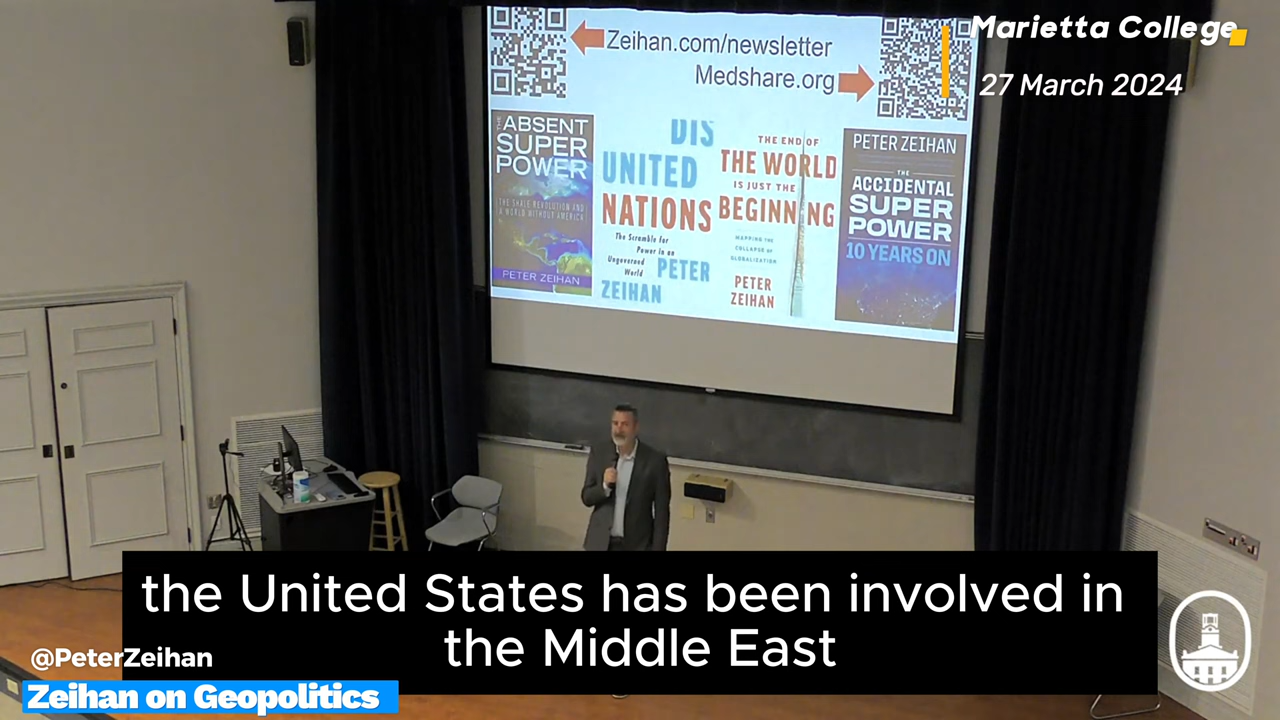 Zeihan.com/newsletter
Medshare.org
Marietta College
27 March 2024
THE
ABSENT
SUPER
POWER
THE SHALE REVOLUTION AND
A WORLD WITHOUT AMERICA
PETER ZEIHAN
DIS
UNITED
NATIONS
The Scramble for
Power in an
Ungoverned
World
PETER
ZEIHAN
THE END OF
THE WORLD
IS JUST THE
BEGINNING
MAPPING THE
COLLAPSE OF
GLOBALIZATION
PETER
ZEIHAN
PETER ZEIHAN
THE
ACCIDENTAL
SUPER
POWER
10 YEARS ON
the United States has been involved in
the Middle East
@PeterZeihan
Zeihan on Geopolitics